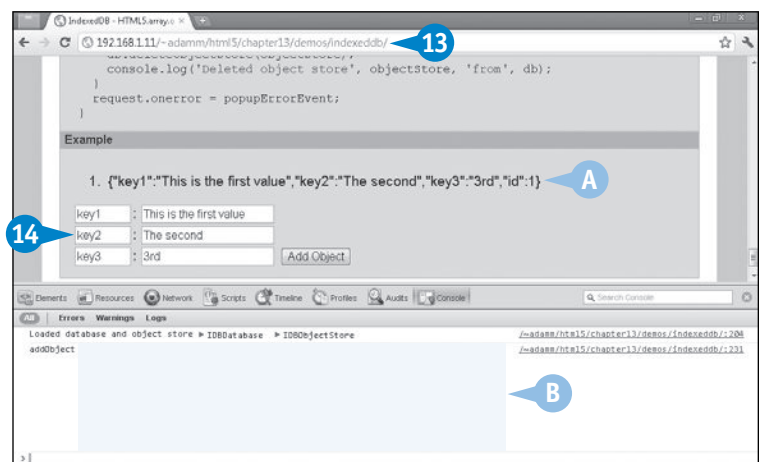 IndexedDB - HTML5.array.c ×
192.168.1.11/~adamm/html5/chapter13/demos/indexeddb/
13
console.log('Deleted object store', objectStore, 'from', db);
}
request.onerror = popupErrorEvent;
}
Example
1. {"key1":"This is the first value","key2":"The second","key3":"3rd","id":1}
A
key1 : This is the first value
14
key2 : The second
key3 : 3rd Add Object
Elements Resources Network Scripts Timeline Profiles Audits Console Search Console
All Errors Warnings Logs
Loaded database and object store ▶ IDBDatabase ▶ IDBObjectStore /~adamm/html5/chapter13/demos/indexeddb/:204
addObject /~adamm/html5/chapter13/demos/indexeddb/:231
B
>